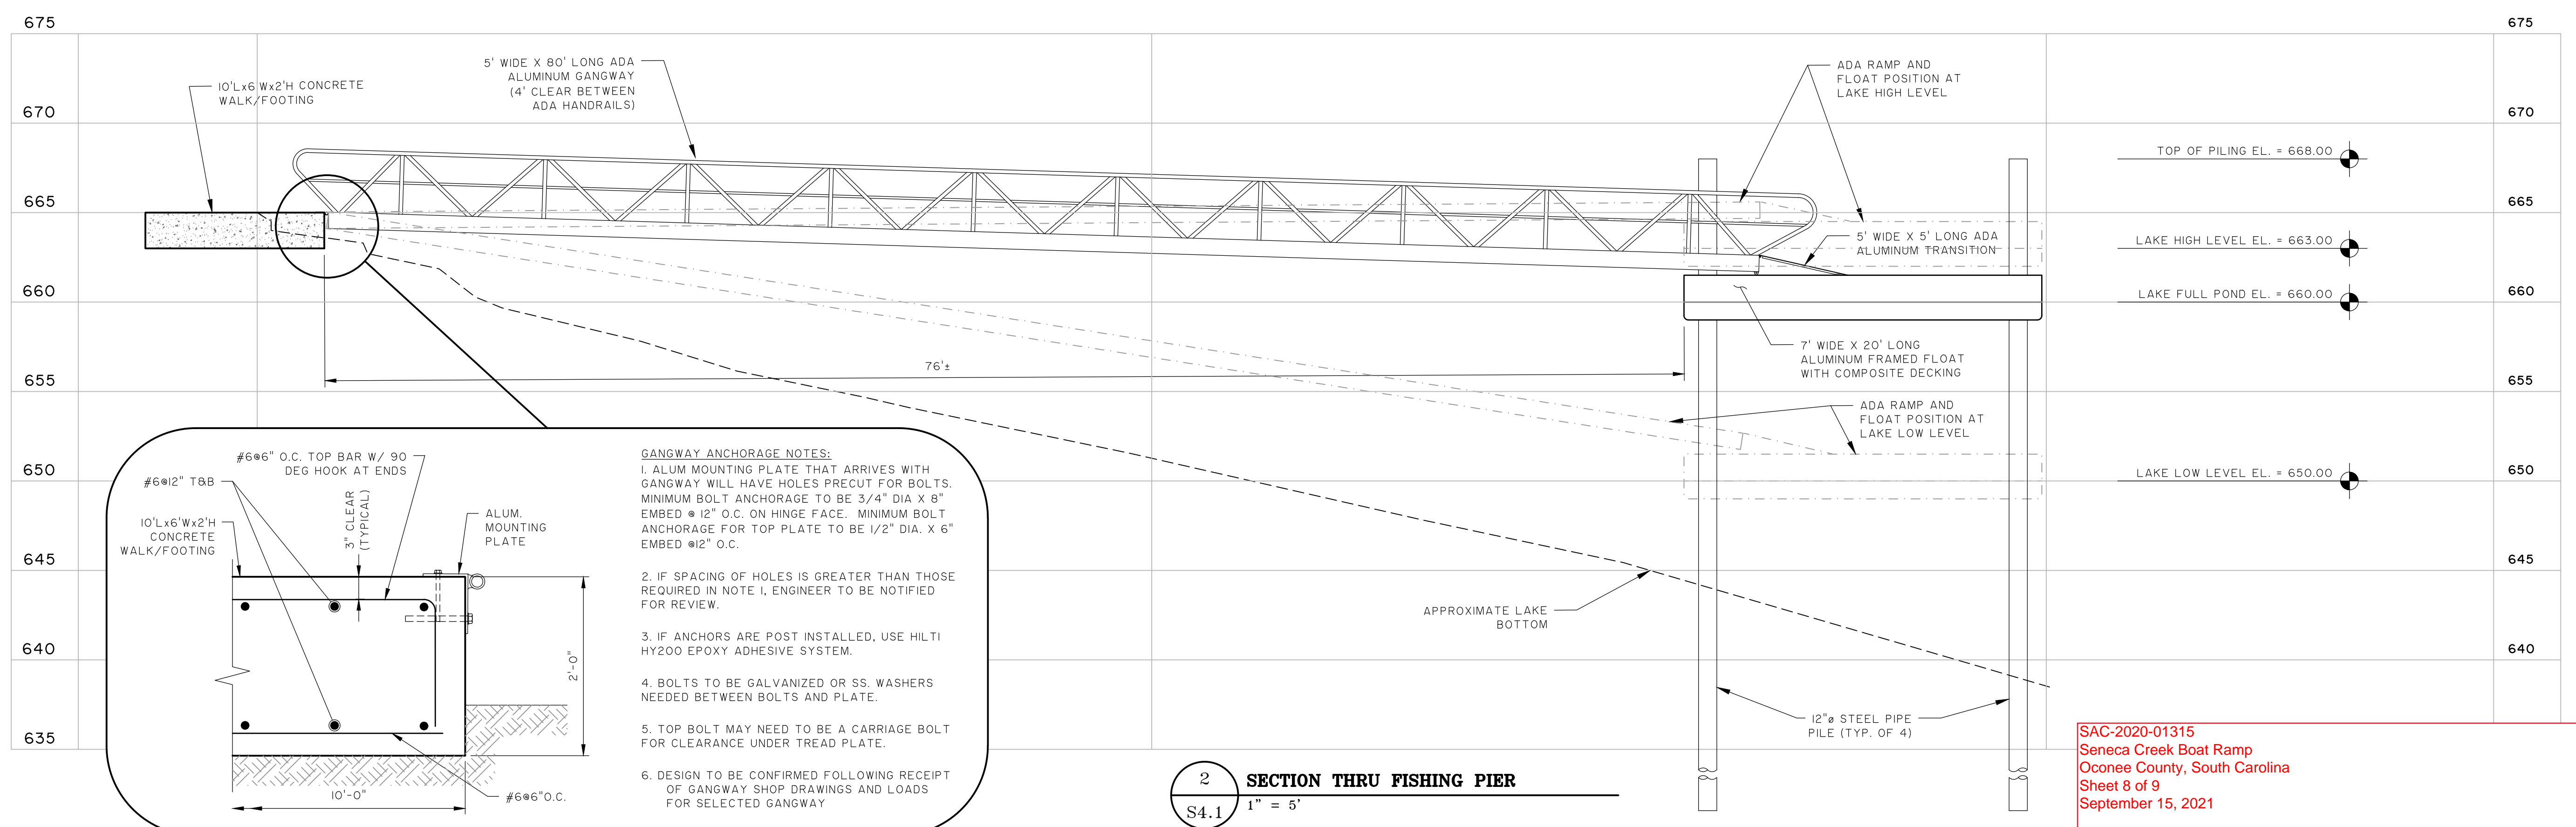 675
675
10'Lx6 Wx2'H CONCRETE
WALK/FOOTING
5' WIDE X 80' LONG ADA
ALUMINUM GANGWAY
(4' CLEAR BETWEEN
ADA HANDRAILS)
ADA RAMP AND
FLOAT POSITION AT
LAKE HIGH LEVEL
670
670
TOP OF PILING EL. = 668.00
665
665
5' WIDE X 5' LONG ADA
ALUMINUM TRANSITION
LAKE HIGH LEVEL EL. = 663.00
660
660
LAKE FULL POND EL. = 660.00
7' WIDE X 20' LONG
ALUMINUM FRAMED FLOAT
WITH COMPOSITE DECKING
76'±
655
655
ADA RAMP AND
FLOAT POSITION AT
LAKE LOW LEVEL
650
650
LAKE LOW LEVEL EL. = 650.00
#6@6" O.C. TOP BAR W/ 90
DEG HOOK AT ENDS
#6@12" T&B
3" CLEAR
(TYPICAL)
10'Lx6'Wx2'H
CONCRETE
WALK/FOOTING
ALUM.
MOUNTING
PLATE
2'-0"
10'-0"
#6@6"O.C.
GANGWAY ANCHORAGE NOTES:
1. ALUM MOUNTING PLATE THAT ARRIVES WITH
GANGWAY WILL HAVE HOLES PRECUT FOR BOLTS.
MINIMUM BOLT ANCHORAGE TO BE 3/4" DIA X 8"
EMBED @ 12" O.C. ON HINGE FACE. MINIMUM BOLT
ANCHORAGE FOR TOP PLATE TO BE 1/2" DIA. X 6"
EMBED @12" O.C.
2. IF SPACING OF HOLES IS GREATER THAN THOSE
REQUIRED IN NOTE 1, ENGINEER TO BE NOTIFIED
FOR REVIEW.
3. IF ANCHORS ARE POST INSTALLED, USE HILTI
HY200 EPOXY ADHESIVE SYSTEM.
4. BOLTS TO BE GALVANIZED OR SS. WASHERS
NEEDED BETWEEN BOLTS AND PLATE.
5. TOP BOLT MAY NEED TO BE A CARRIAGE BOLT
FOR CLEARANCE UNDER TREAD PLATE.
6. DESIGN TO BE CONFIRMED FOLLOWING RECEIPT
OF GANGWAY SHOP DRAWINGS AND LOADS
FOR SELECTED GANGWAY
645
645
APPROXIMATE LAKE
BOTTOM
640
640
12"ø STEEL PIPE
PILE (TYP. OF 4)
635
2
S4.1
SECTION THRU FISHING PIER
1" = 5'
SAC-2020-01315
Seneca Creek Boat Ramp
Oconee County, South Carolina
Sheet 8 of 9
September 15, 2021